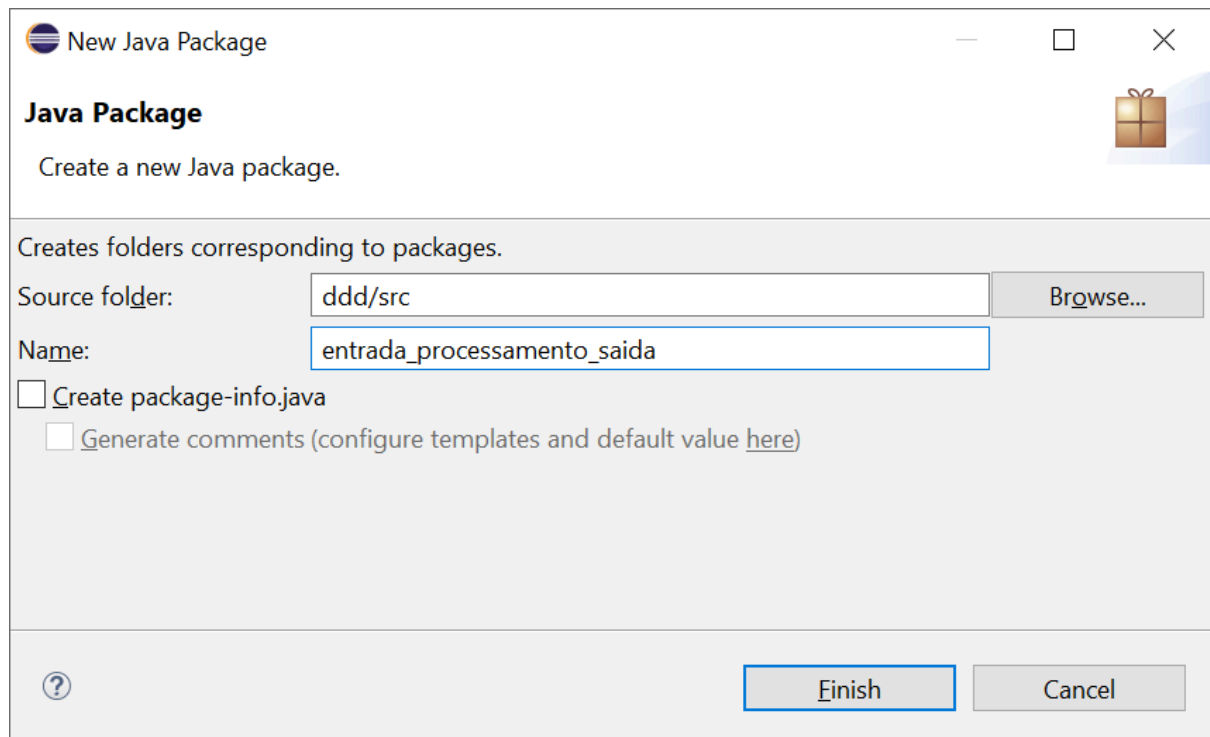 New Java Package
Java Package
Create a new Java package.
Creates folders corresponding to packages.
Source folder: ddd/src Browse...
Name: entrada_processamento_saida
Create package-info.java
Generate comments (configure templates and default value here)
? Finish Cancel